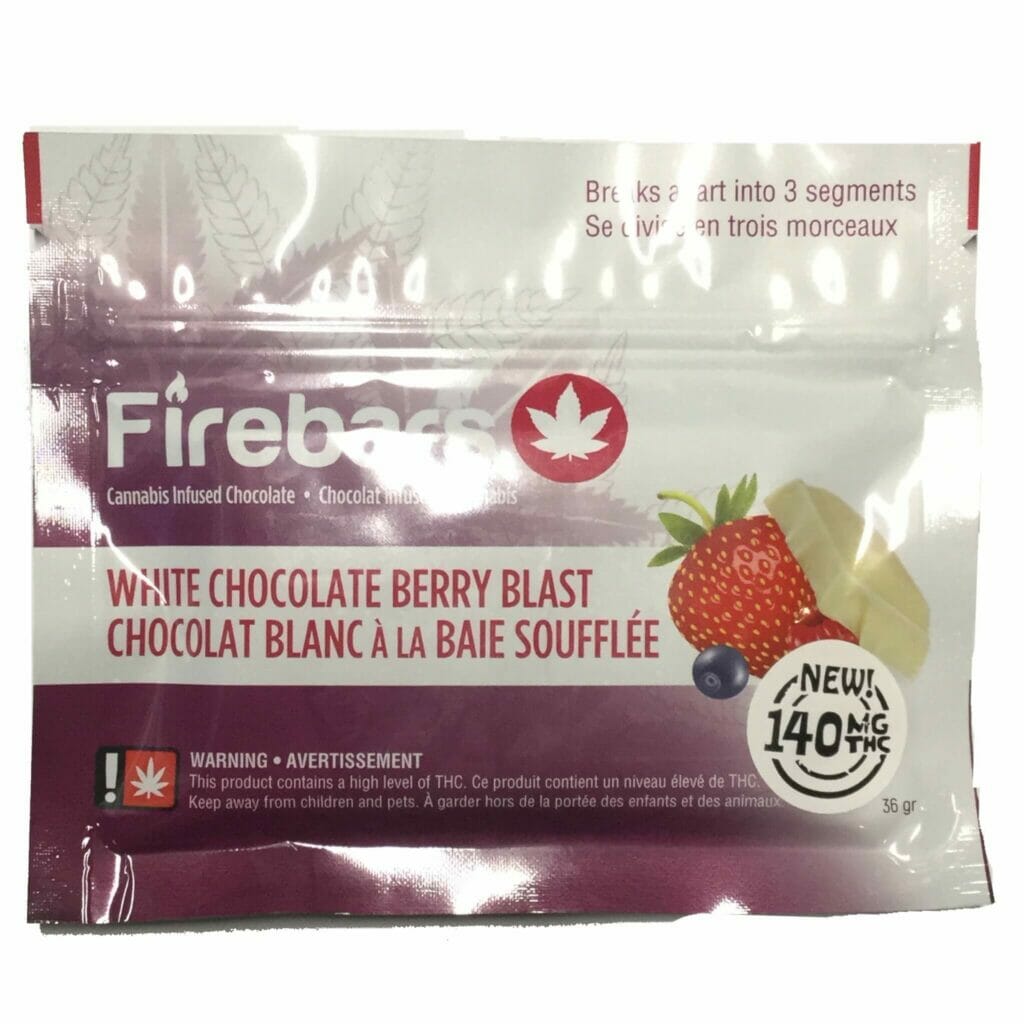 Breaks apart into 3 segments
Se divise en trois morceaux
Firebars
Cannabis Infused Chocolate • Chocolat infusé cannabis
WHITE CHOCOLATE BERRY BLAST
CHOCOLAT BLANC À LA BAIE SOUFFLÉE
NEW!
140 MG
THC
WARNING • AVERTISSEMENT
This product contains a high level of THC. Ce produit contient un niveau élevé de THC.
Keep away from children and pets. À garder hors de la portée des enfants et des animaux.
36 gr